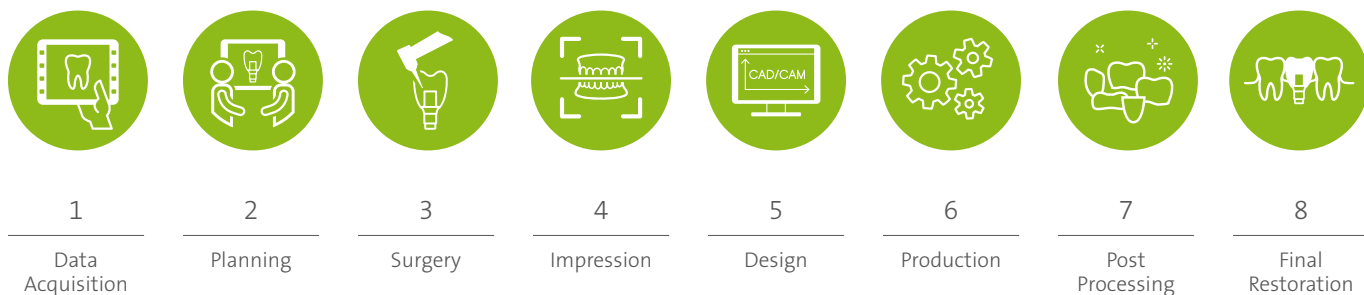 CAD/CAM
1
Data
Acquisition
2
Planning
3
Surgery
4
Impression
5
Design
6
Production
7
Post
Processing
8
Final
Restoration